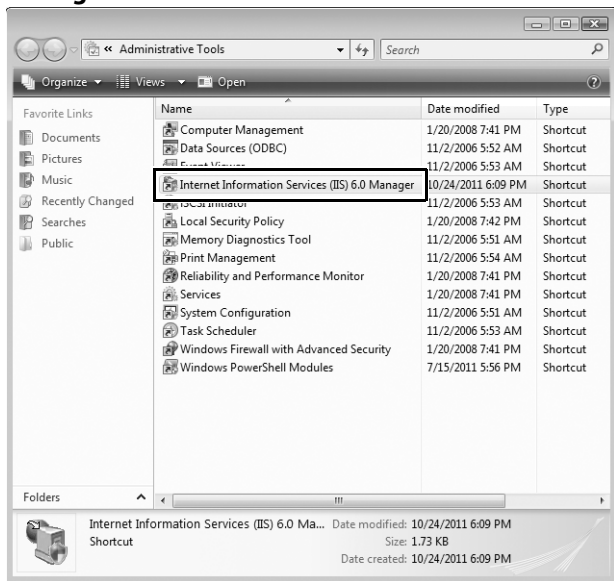 « Administrative Tools
Search
Organize Views Open
Favorite Links
Documents
Pictures
Music
Recently Changed
Searches
Public
Folders
Name Date modified Type
Computer Management 1/20/2008 7:41 PM Shortcut
Data Sources (ODBC) 11/2/2006 5:52 AM Shortcut
Event Viewer 11/2/2006 5:53 AM Shortcut
Internet Information Services (IIS) 6.0 Manager 10/24/2011 6:09 PM Shortcut
iSCSI Initiator 11/2/2006 5:53 AM Shortcut
Local Security Policy 1/20/2008 7:42 PM Shortcut
Memory Diagnostics Tool 11/2/2006 5:51 AM Shortcut
Print Management 11/2/2006 5:54 AM Shortcut
Reliability and Performance Monitor 1/20/2008 7:41 PM Shortcut
Services 1/20/2008 7:41 PM Shortcut
System Configuration 11/2/2006 5:51 AM Shortcut
Task Scheduler 11/2/2006 5:53 AM Shortcut
Windows Firewall with Advanced Security 1/20/2008 7:41 PM Shortcut
Windows PowerShell Modules 7/15/2011 5:56 PM Shortcut
Internet Information Services (IIS) 6.0 Ma... Date modified: 10/24/2011 6:09 PM
Shortcut Size: 1.73 KB
Date created: 10/24/2011 6:09 PM